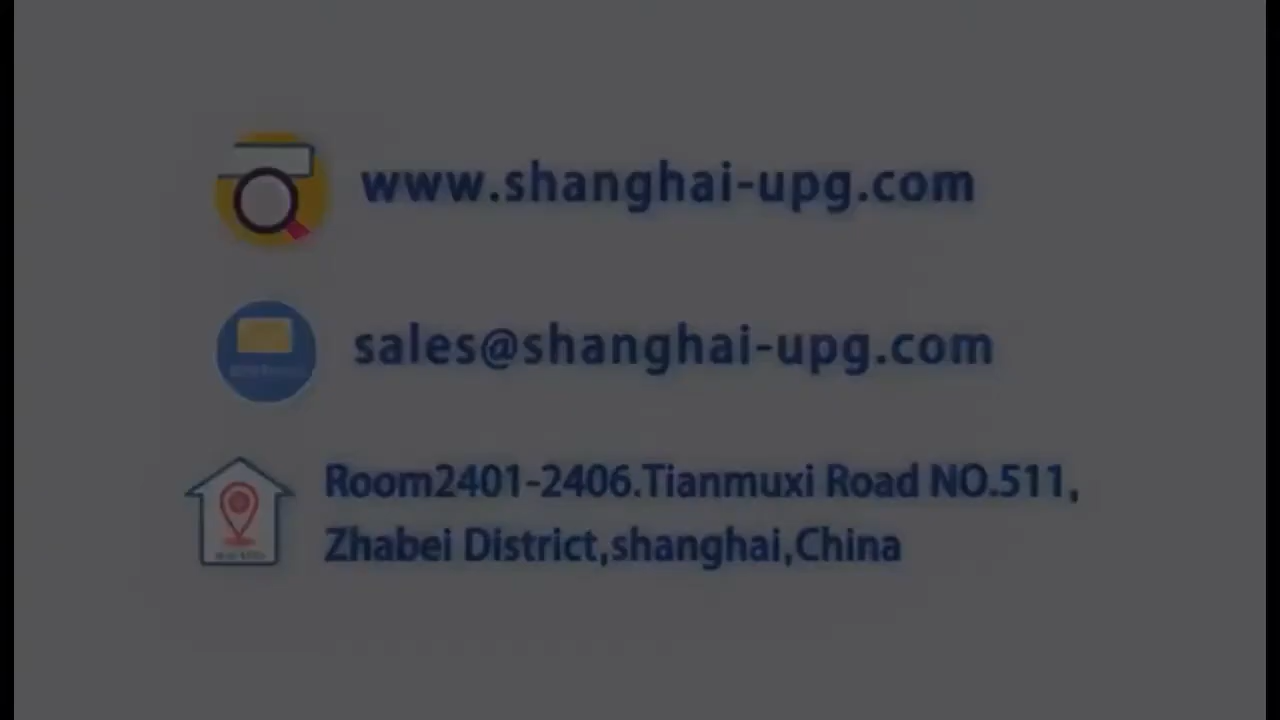 www.shanghai-upg.com
sales@shanghai-upg.com
Room2401-2406.Tianmuxi Road NO.511,
Zhabei District,shanghai,China